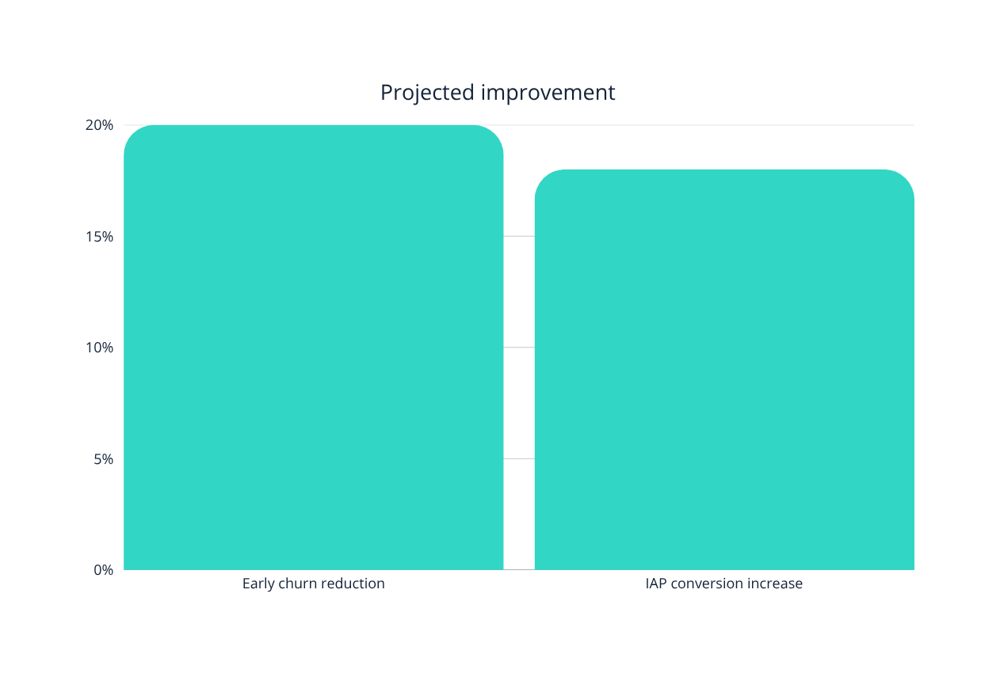 Projected improvement
20%
15%
10%
5%
0%
Early churn reduction
IAP conversion increase